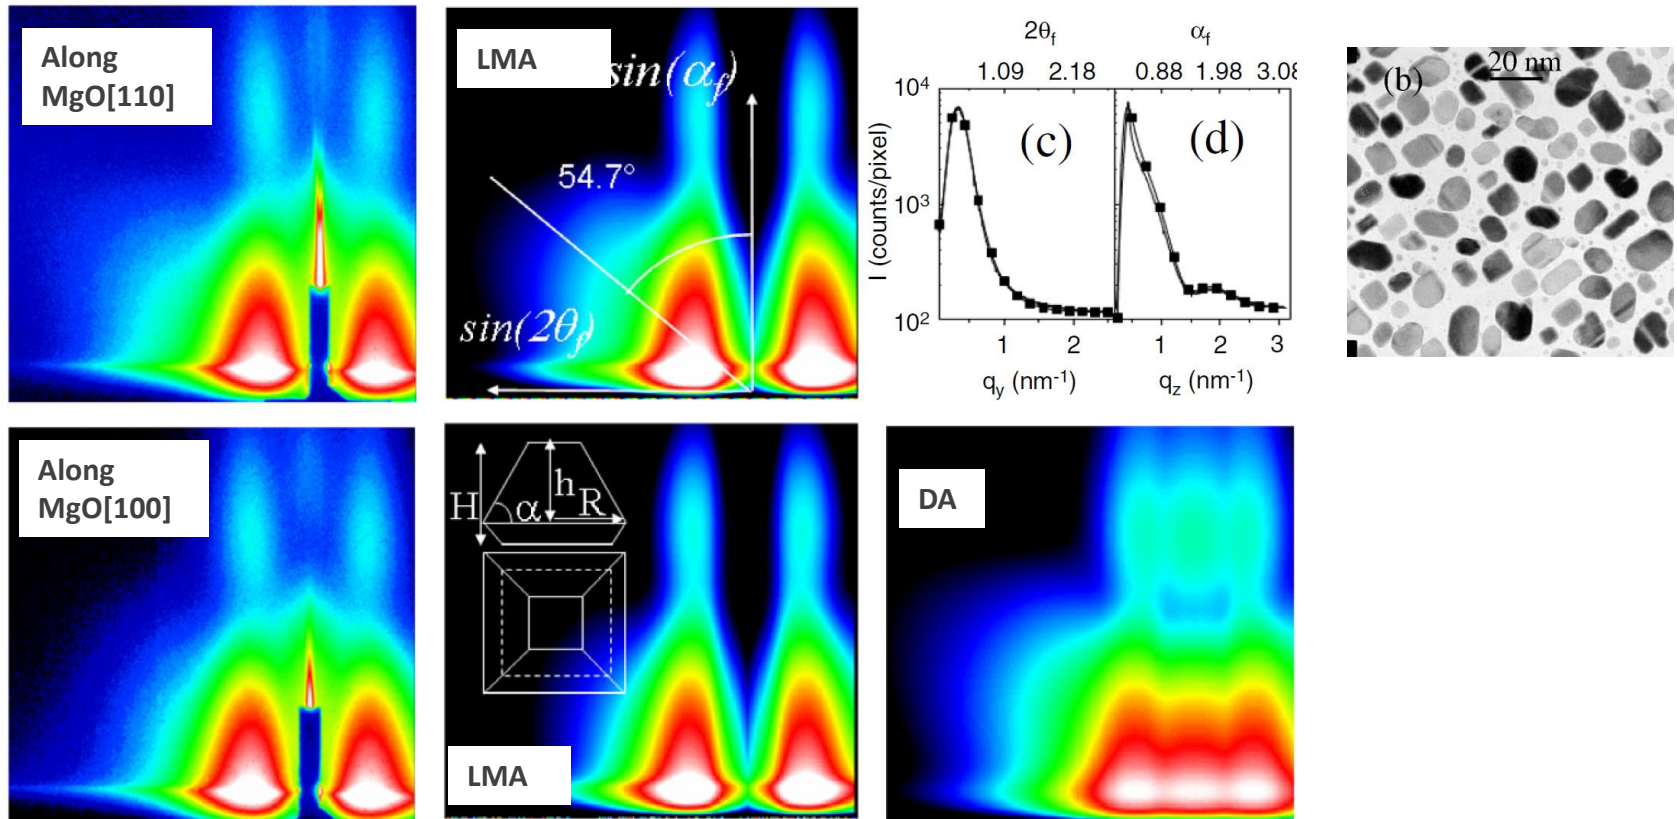 Along
MgO[110]
LMA
sin(αf)
54.7°
sin(2θf)
2θf
αf
1.09 2.18
0.88 1.98 3.08
10⁴
10³
10²
I (counts/pixel)
(c)
(d)
1 2
1 2 3
qy (nm⁻¹)
qz (nm⁻¹)
(b)
20 nm
Along
MgO[100]
H
h
α
R
LMA
DA